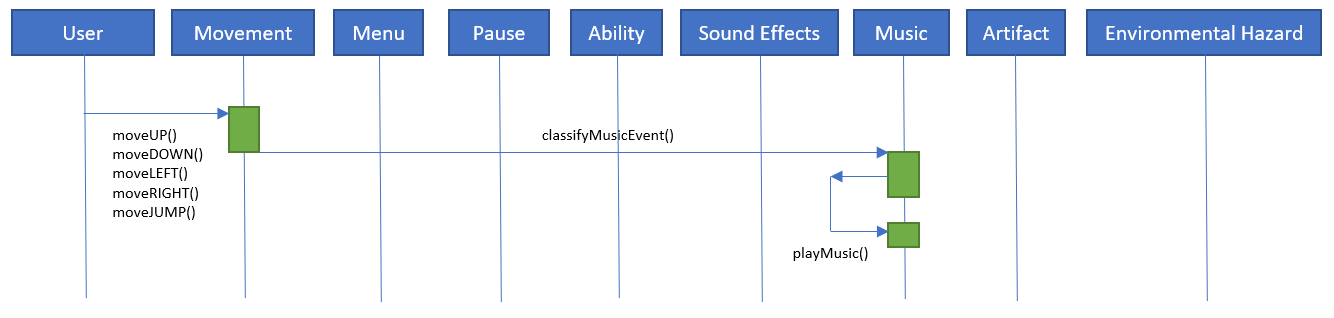 User
Movement
Menu
Pause
Ability
Sound Effects
Music
Artifact
Environmental Hazard
moveUP()
moveDOWN()
moveLEFT()
moveRIGHT()
moveJUMP()
classifyMusicEvent()
playMusic()